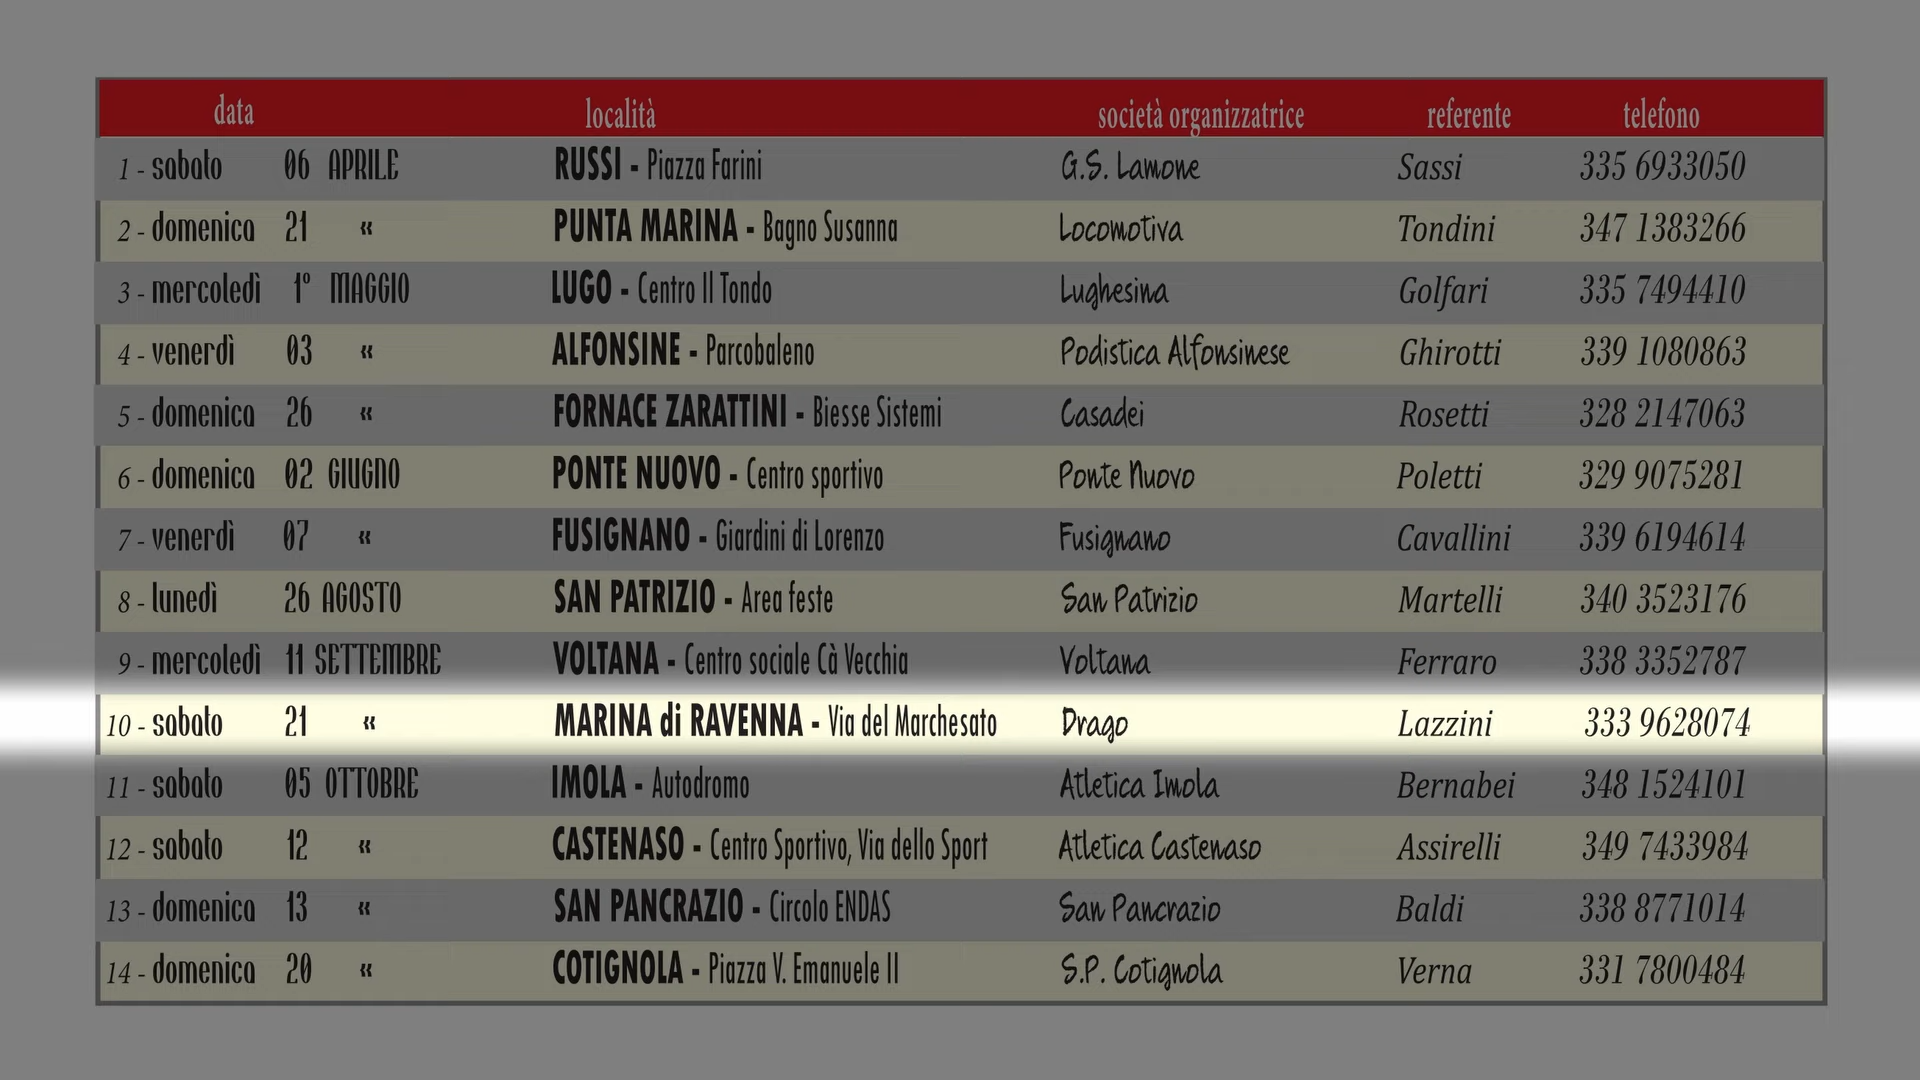 data località società organizzatrice referente telefono
1 - sabato 06 APRILE RUSSI - Piazza Farini G.S. Lamone Sassi 335 6933050
2 - domenica 21 « PUNTA MARINA - Bagno Susanna Locomotiva Tondini 347 1383266
3 - mercoledì 1° MAGGIO LUGO - Centro Il Tondo Lughesina Golfari 335 7494410
4 - venerdì 03 « ALFONSINE - Parcobaleno Podistica Alfonsinese Ghirotti 339 1080863
5 - domenica 26 « FORNACE ZARATTINI - Biesse Sistemi Casadei Rosetti 328 2147063
6 - domenica 02 GIUGNO PONTE NUOVO - Centro sportivo Ponte Nuovo Poletti 329 9075281
7 - venerdì 07 « FUSIGNANO - Giardini di Lorenzo Fusignano Cavallini 339 6194614
8 - lunedì 26 AGOSTO SAN PATRIZIO - Area feste San Patrizio Martelli 340 3523176
9 - mercoledì 11 SETTEMBRE VOLTANA - Centro sociale Cà Vecchia Voltana Ferraro 338 3352787
10 - sabato 21 « MARINA di RAVENNA - Via del Marchesato Drago Lazzini 333 9628074
11 - sabato 05 OTTOBRE IMOLA - Autodromo Atletica Imola Bernabei 348 1524101
12 - sabato 12 « CASTENASO - Centro Sportivo, Via dello Sport Atletica Castenaso Assirelli 349 7433984
13 - domenica 13 « SAN PANCRAZIO - Circolo ENDAS San Pancrazio Baldi 338 8771014
14 - domenica 20 « COTIGNOLA - Piazza V. Emanuele II S.P. Cotignola Verna 331 7800484